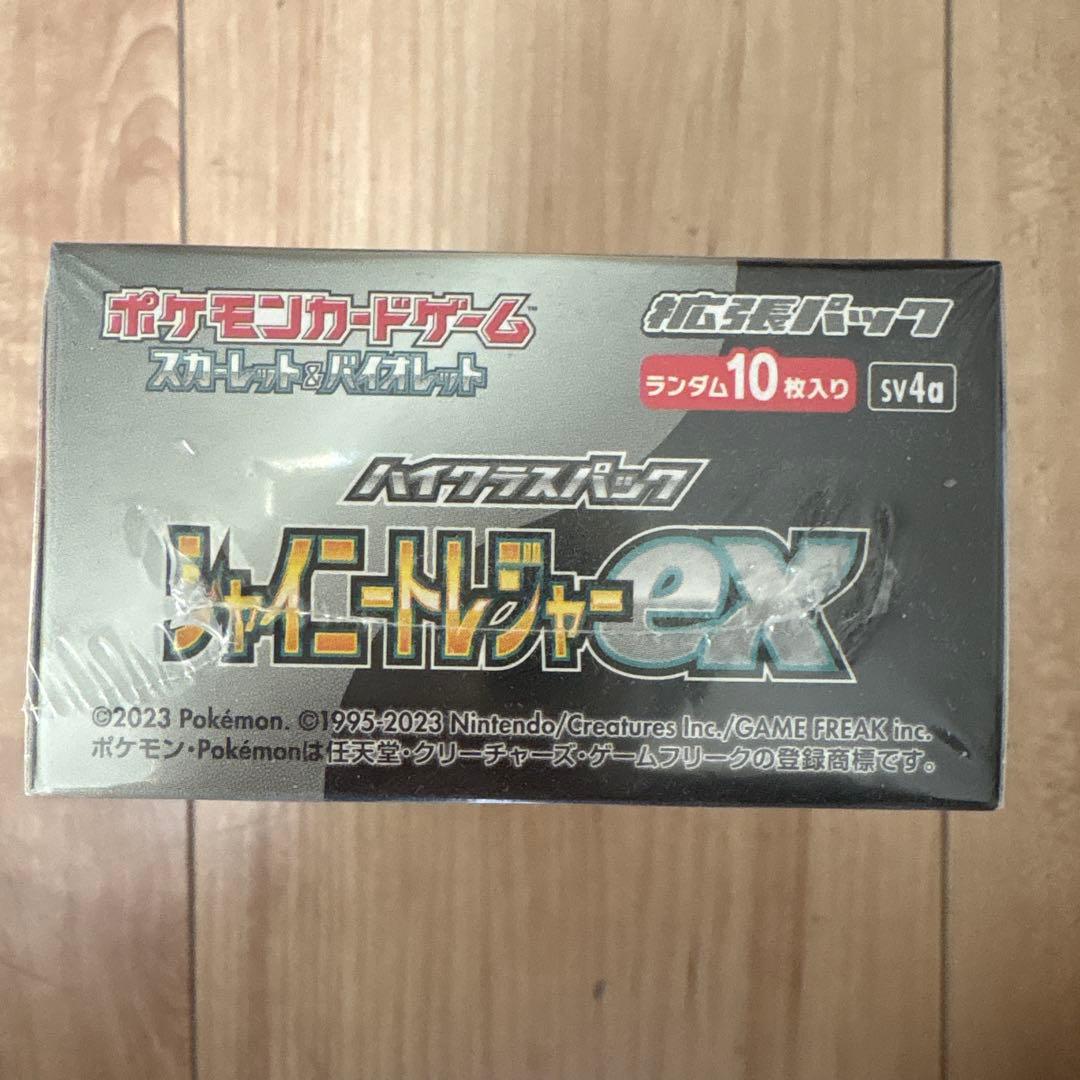 ポケモンカードゲーム™
スカーレット&バイオレット
拡張パック
ランダム10枚入り sv4a
ハイクラスパック
シャイニートレジャーex
©2023 Pokémon. ©1995-2023 Nintendo/Creatures Inc./GAME FREAK inc.
ポケモン・Pokémonは任天堂・クリーチャーズ・ゲームフリークの登録商標です。